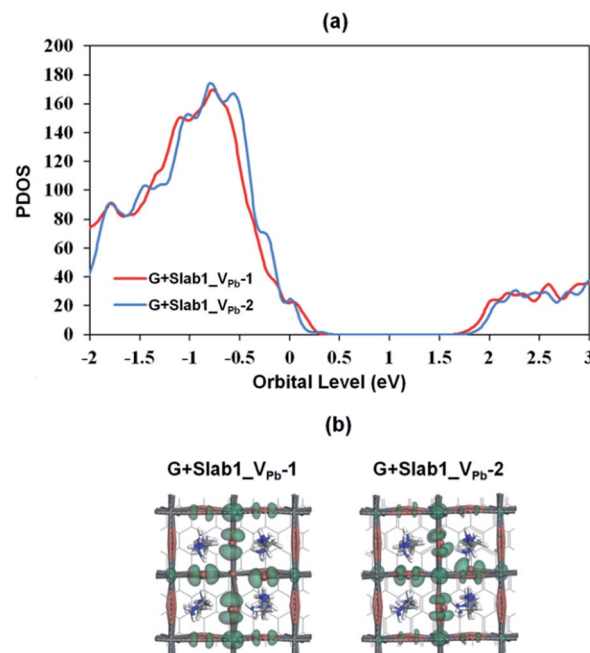 (a)
200
180
160
140
120
100
80
60
40
20
0
PDOS
G+Slab1_VPb-1
G+Slab1_VPb-2
-2 -1.5 -1 -0.5 0 0.5 1 1.5 2 2.5 3
Orbital Level (eV)
(b)
G+Slab1_VPb-1 G+Slab1_VPb-2